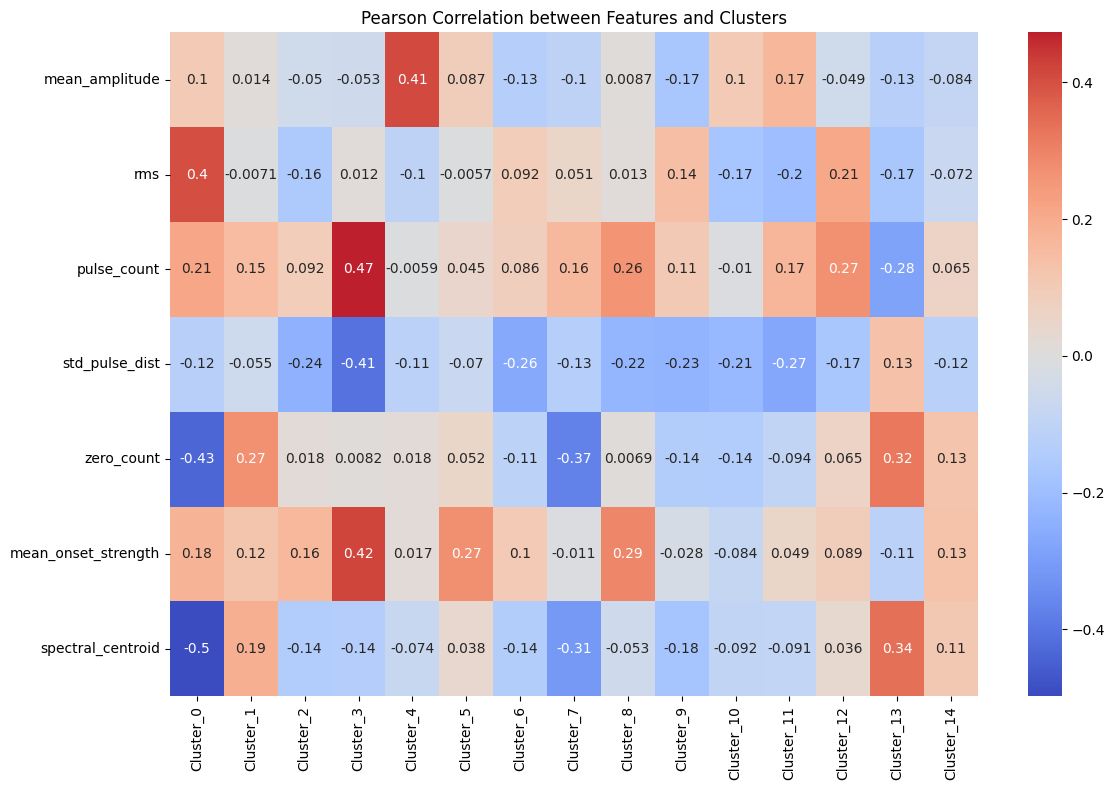 Pearson Correlation between Features and Clusters
mean_amplitude 0.1 0.014 -0.05 -0.053 0.41 0.087 -0.13 -0.1 0.0087 -0.17 0.1 0.17 -0.049 -0.13 -0.084
rms 0.4 -0.0071 -0.16 0.012 -0.1 -0.0057 0.092 0.051 0.013 0.14 -0.17 -0.2 0.21 -0.17 -0.072
pulse_count 0.21 0.15 0.092 0.47 -0.0059 0.045 0.086 0.16 0.26 0.11 -0.01 0.17 0.27 -0.28 0.065
std_pulse_dist -0.12 -0.055 -0.24 -0.41 -0.11 -0.07 -0.26 -0.13 -0.22 -0.23 -0.21 -0.27 -0.17 0.13 -0.12
zero_count -0.43 0.27 0.018 0.0082 0.018 0.052 -0.11 -0.37 0.0069 -0.14 -0.14 -0.094 0.065 0.32 0.13
mean_onset_strength 0.18 0.12 0.16 0.42 0.017 0.27 0.1 -0.011 0.29 -0.028 -0.084 0.049 0.089 -0.11 0.13
spectral_centroid -0.5 0.19 -0.14 -0.14 -0.074 0.038 -0.14 -0.31 -0.053 -0.18 -0.092 -0.091 0.036 0.34 0.11
Cluster_0 Cluster_1 Cluster_2 Cluster_3 Cluster_4 Cluster_5 Cluster_6 Cluster_7 Cluster_8 Cluster_9 Cluster_10 Cluster_11 Cluster_12 Cluster_13 Cluster_14
0.4
0.2
0.0
−0.2
−0.4